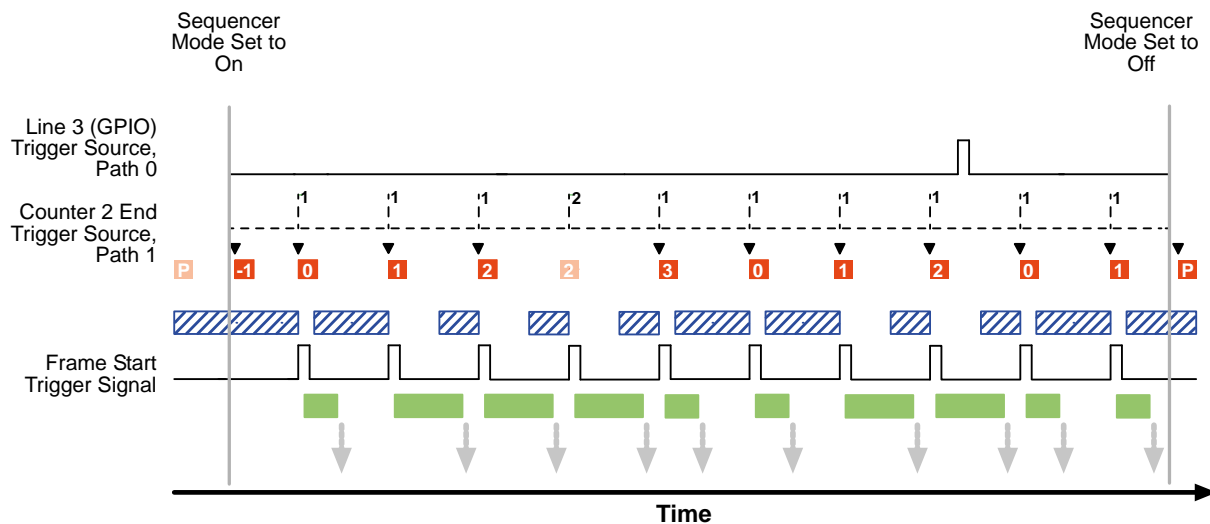 Sequencer
Mode Set to
On
Sequencer
Mode Set to
Off
Line 3 (GPIO)
Trigger Source,
Path 0
1 1 1 2 1 1 1 1 1 1
Counter 2 End
Trigger Source,
Path 1
P -1 0 1 2 2 3 0 1 2 0 1 P
Frame Start
Trigger Signal
Time